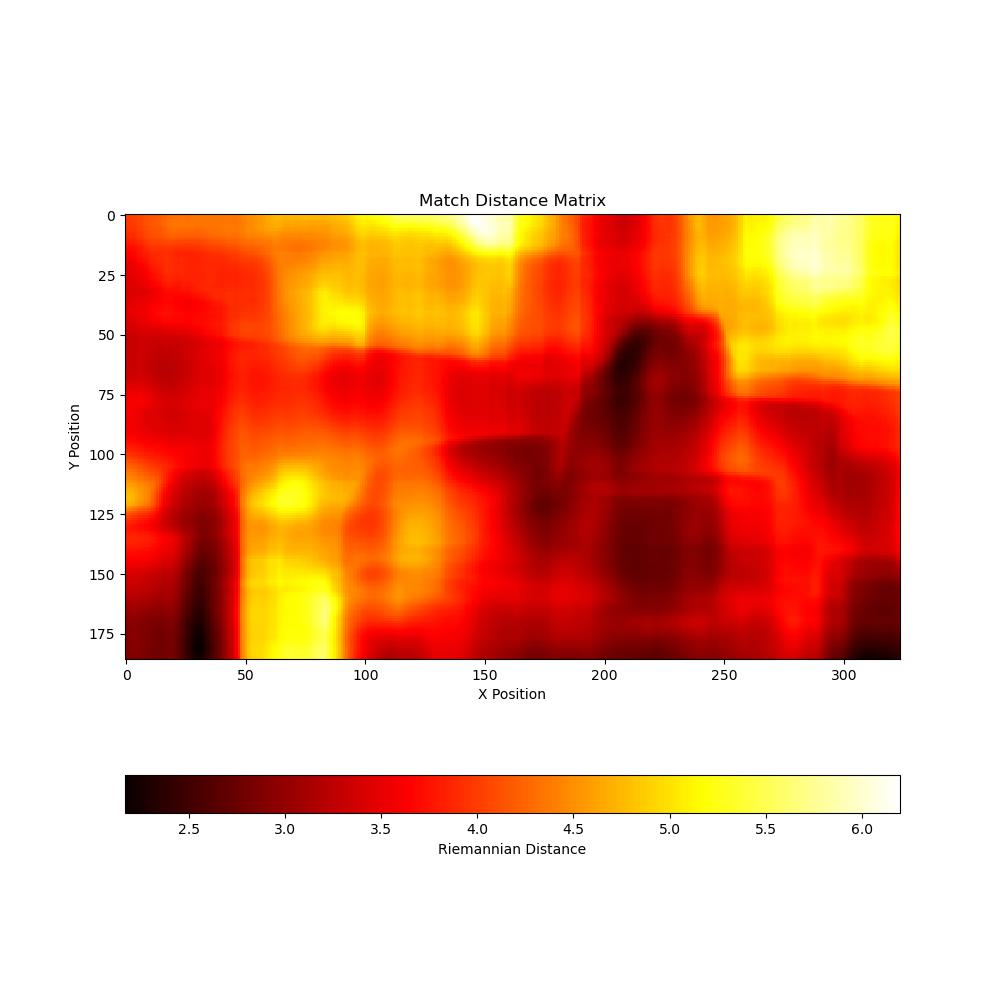 Match Distance Matrix
0
25
50
75
100
125
150
175
Y Position
0 50 100 150 200 250 300
X Position
2.5 3.0 3.5 4.0 4.5 5.0 5.5 6.0
Riemannian Distance